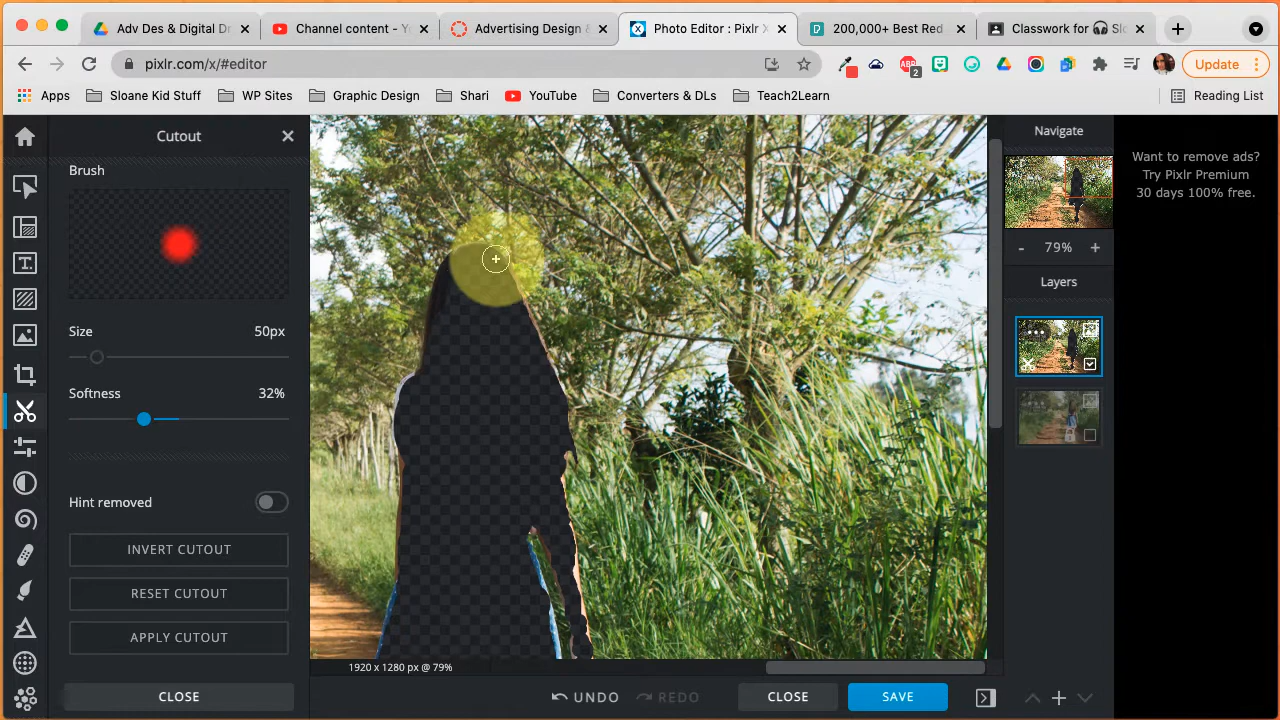 Adv Des & Digital Dr
Channel content - Y
Advertising Design &
Photo Editor : Pixlr X
200,000+ Best Red
Classwork for 🎧 Slo
pixlr.com/x/#editor
ABP
2
Update
Apps
Sloane Kid Stuff
WP Sites
Graphic Design
Shari
YouTube
Converters & DLs
Teach2Learn
Reading List
Cutout
Navigate
Brush
Want to remove ads?
Try Pixlr Premium
30 days 100% free.
- 79% +
Layers
Size 50px
Softness 32%
Hint removed
INVERT CUTOUT
RESET CUTOUT
APPLY CUTOUT
1920 x 1280 px @ 79%
CLOSE
UNDO
REDO
CLOSE
SAVE